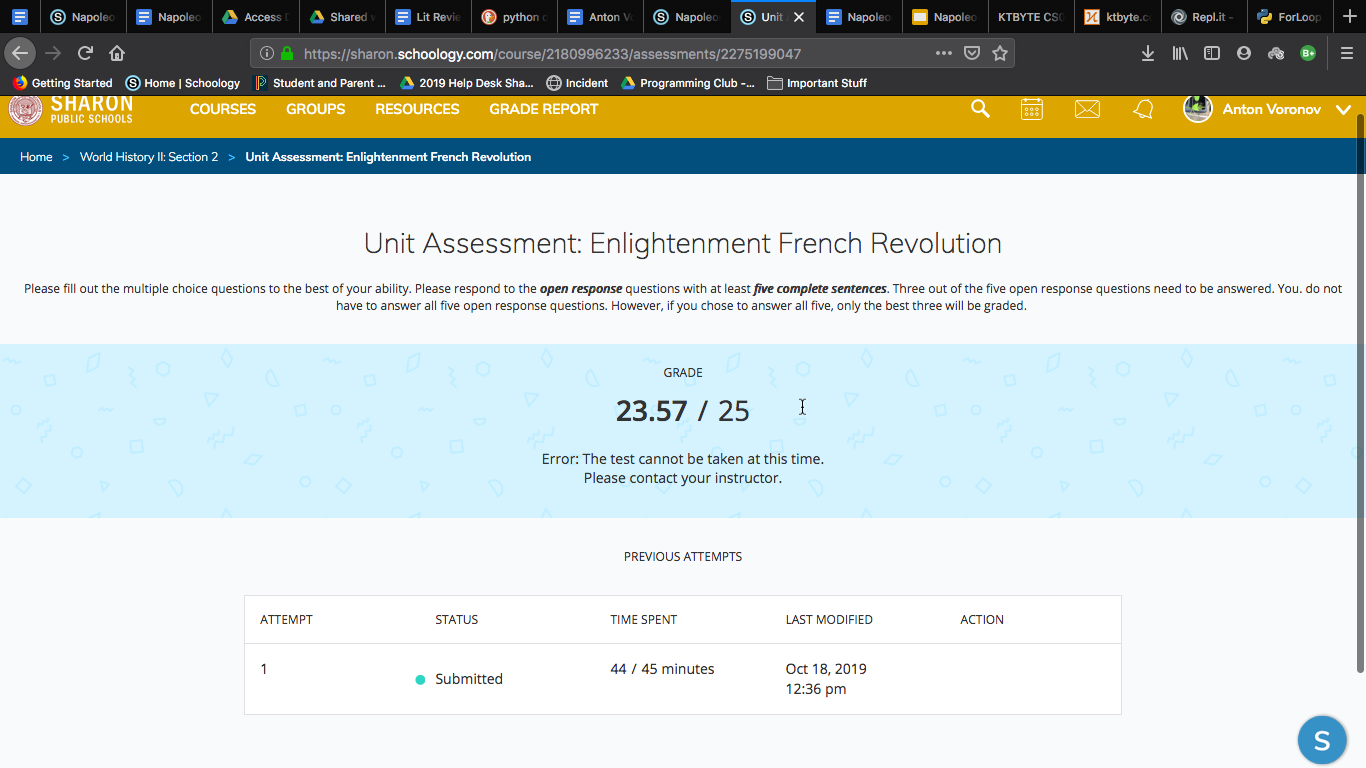 Napoleo
Napoleo
Access D
Shared w
Lit Revie
python c
Anton Vo
Napoleo
Unit A
Napoleo
Napoleo
KTBYTE CSC
ktbyte.c
Repl.it -
ForLoop
https://sharon.schoology.com/course/2180996233/assessments/2275199047
Getting Started
Home | Schoology
Student and Parent ...
2019 Help Desk Sha...
Incident
Programming Club -...
Important Stuff
SHARON
PUBLIC SCHOOLS
COURSES
GROUPS
RESOURCES
GRADE REPORT
Anton Voronov
Home > World History II: Section 2 > Unit Assessment: Enlightenment French Revolution
Unit Assessment: Enlightenment French Revolution
Please fill out the multiple choice questions to the best of your ability. Please respond to the open response questions with at least five complete sentences. Three out of the five open response questions need to be answered. You. do not
have to answer all five open response questions. However, if you chose to answer all five, only the best three will be graded.
GRADE
23.57 / 25
Error: The test cannot be taken at this time.
Please contact your instructor.
PREVIOUS ATTEMPTS
ATTEMPT STATUS TIME SPENT LAST MODIFIED ACTION
1 Submitted 44 / 45 minutes Oct 18, 2019
12:36 pm
S